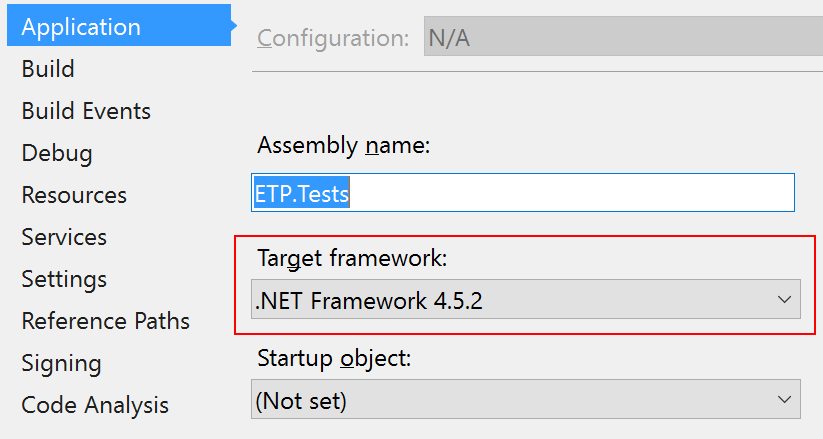 Application
Build
Build Events
Debug
Resources
Services
Settings
Reference Paths
Signing
Code Analysis
Configuration: N/A
Assembly name:
ETP.Tests
Target framework:
.NET Framework 4.5.2
Startup object:
(Not set)